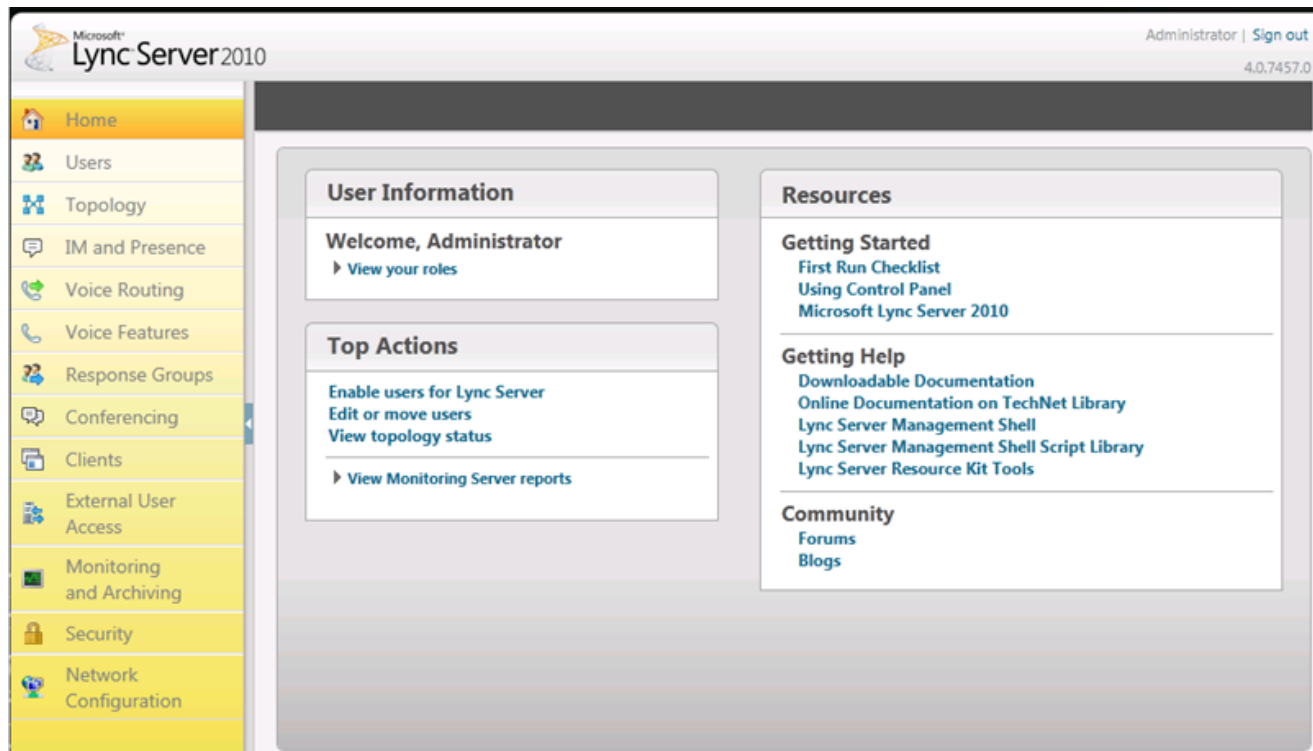 Microsoft®
Lync Server 2010
Administrator | Sign out
4.0.7457.0
Home
Users
Topology
IM and Presence
Voice Routing
Voice Features
Response Groups
Conferencing
Clients
External User
Access
Monitoring
and Archiving
Security
Network
Configuration
User Information
Welcome, Administrator
View your roles
Top Actions
Enable users for Lync Server
Edit or move users
View topology status
View Monitoring Server reports
Resources
Getting Started
First Run Checklist
Using Control Panel
Microsoft Lync Server 2010
Getting Help
Downloadable Documentation
Online Documentation on TechNet Library
Lync Server Management Shell
Lync Server Management Shell Script Library
Lync Server Resource Kit Tools
Community
Forums
Blogs